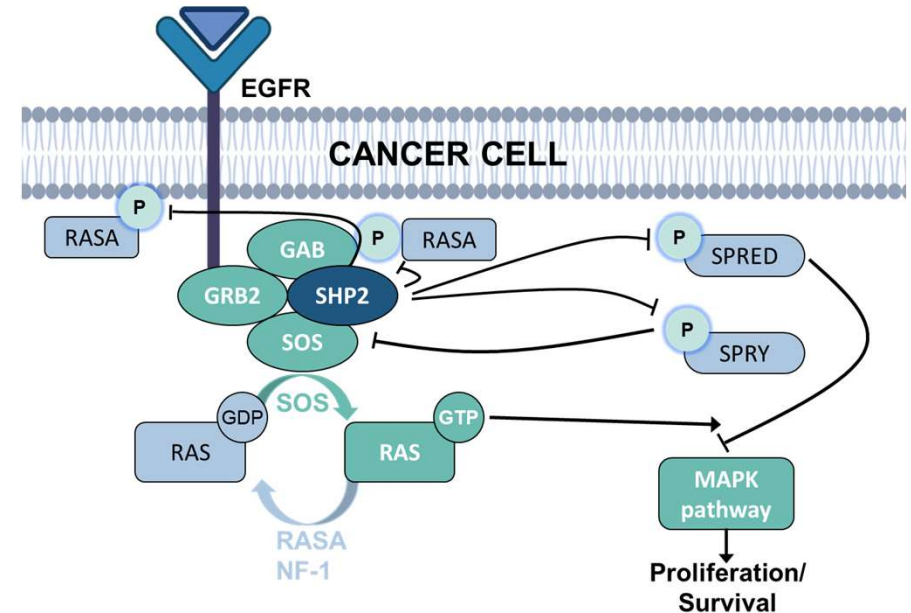 EGFR
CANCER CELL
P
RASA
GAB
P
RASA
P
SPRED
GRB2
SHP2
SOS
P
SPRY
GDP
SOS
GTP
RAS
RAS
MAPK
pathway
RASA
NF-1
Proliferation/
Survival